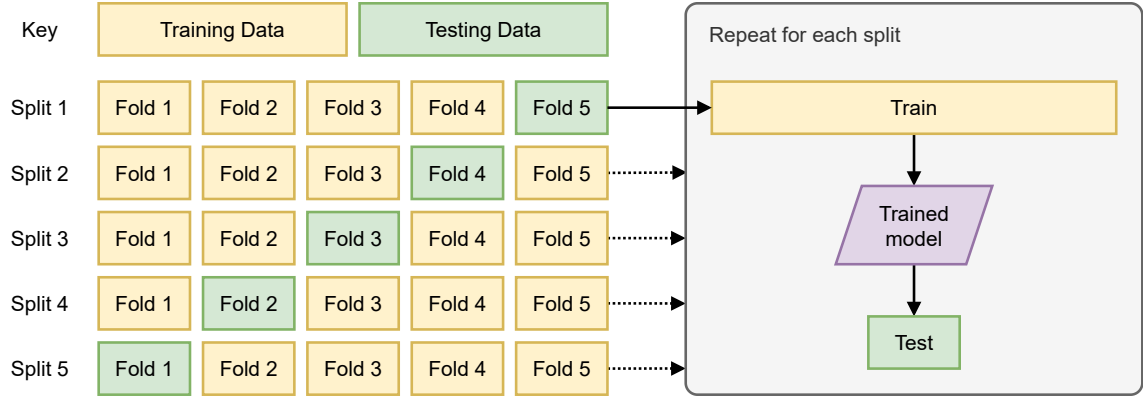 Key Training Data Testing Data
Repeat for each split
Split 1 Fold 1 Fold 2 Fold 3 Fold 4 Fold 5
Train
Split 2 Fold 1 Fold 2 Fold 3 Fold 4 Fold 5
Split 3 Fold 1 Fold 2 Fold 3 Fold 4 Fold 5
Trained
model
Split 4 Fold 1 Fold 2 Fold 3 Fold 4 Fold 5
Test
Split 5 Fold 1 Fold 2 Fold 3 Fold 4 Fold 5